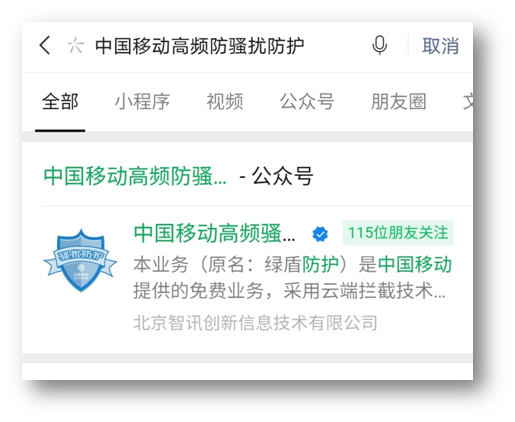 中国移动高频防骚扰防护
取消
全部 小程序 视频 公众号 朋友圈
中国移动高频防骚... - 公众号
中国移动高频骚... 115位朋友关注
本业务（原名：绿盾防护）是中国移动
提供的免费业务，采用云端拦截技术...
北京智讯创新信息技术有限公司